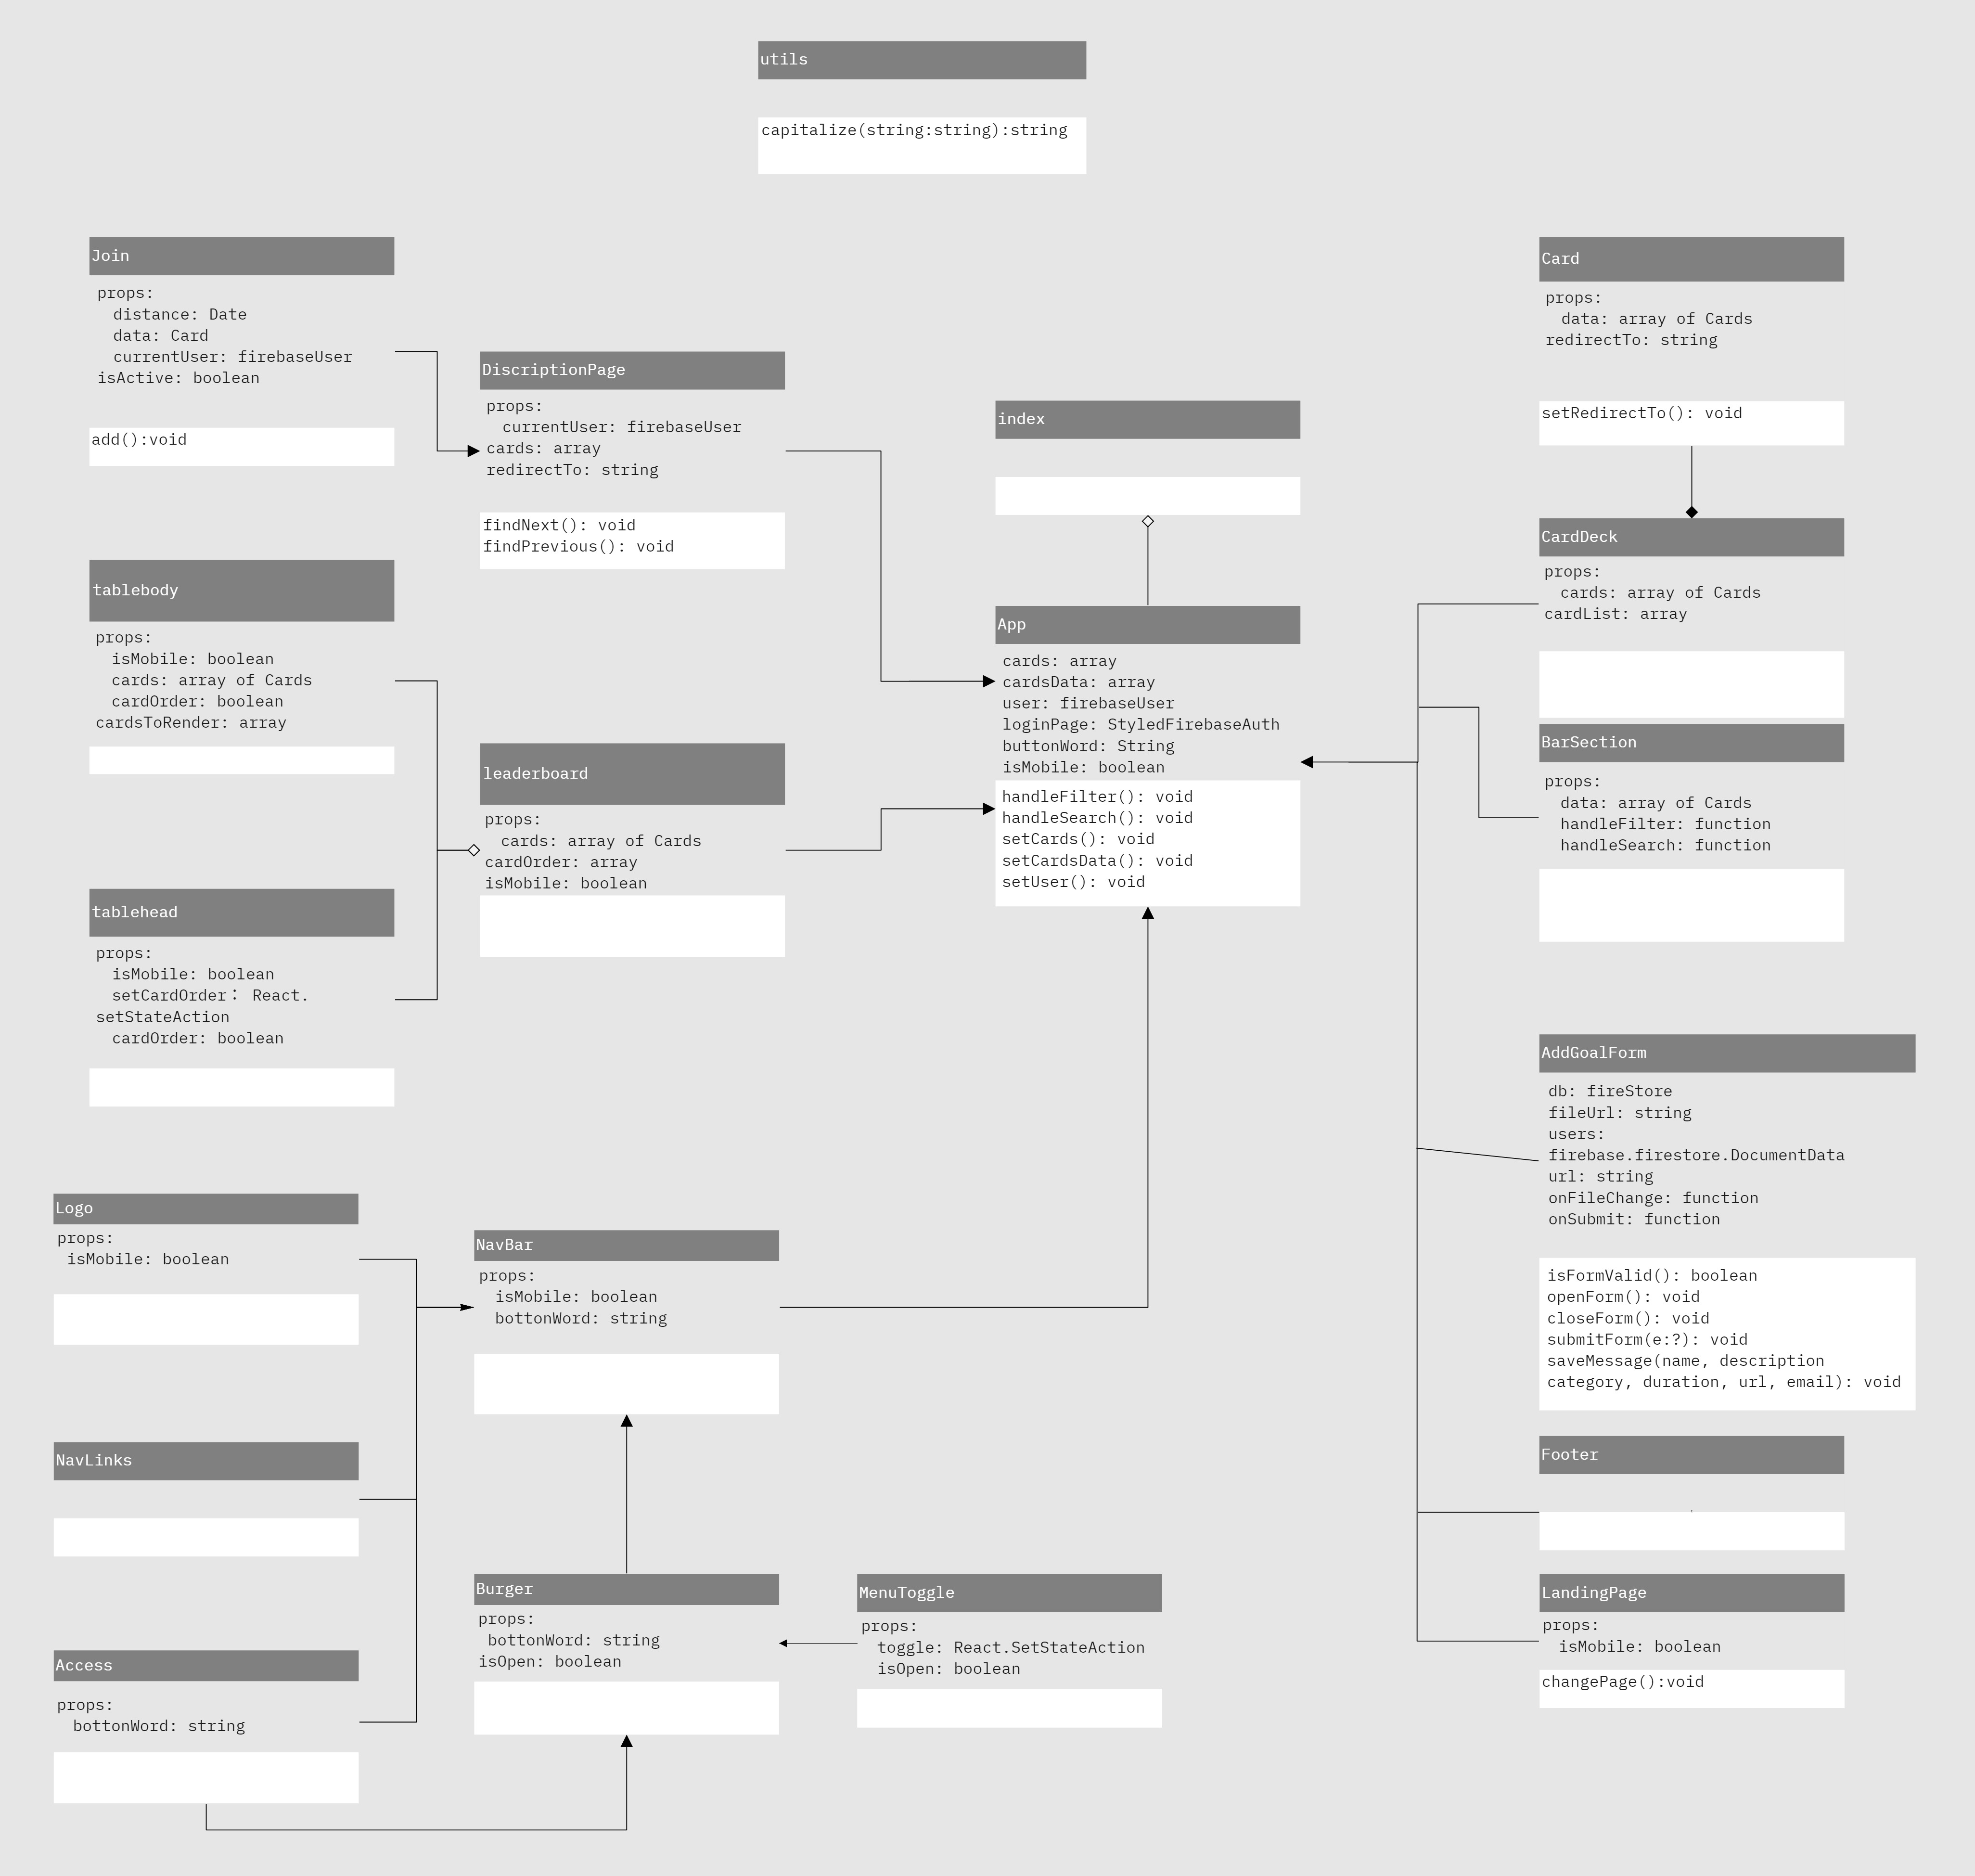 utils
capitalize(string:string):string
Join
props:
distance: Date
data: Card
currentUser: firebaseUser
isActive: boolean
add():void
DiscriptionPage
props:
currentUser: firebaseUser
cards: array
redirectTo: string
findNext(): void
findPrevious(): void
index
Card
props:
data: array of Cards
redirectTo: string
setRedirectTo(): void
CardDeck
props:
cards: array of Cards
cardList: array
tablebody
props:
isMobile: boolean
cards: array of Cards
cardOrder: boolean
cardsToRender: array
App
cards: array
cardsData: array
user: firebaseUser
loginPage: StyledFirebaseAuth
buttonWord: String
isMobile: boolean
handleFilter(): void
handleSearch(): void
setCards(): void
setCardsData(): void
setUser(): void
leaderboard
props:
cards: array of Cards
cardOrder: array
isMobile: boolean
BarSection
props:
data: array of Cards
handleFilter: function
handleSearch: function
tablehead
props:
isMobile: boolean
setCardOrder： React.
setStateAction
cardOrder: boolean
AddGoalForm
db: fireStore
fileUrl: string
users:
firebase.firestore.DocumentData
url: string
onFileChange: function
onSubmit: function
isFormValid(): boolean
openForm(): void
closeForm(): void
submitForm(e:?): void
saveMessage(name, description
category, duration, url, email): void
Logo
props:
isMobile: boolean
NavBar
props:
isMobile: boolean
bottonWord: string
NavLinks
Footer
Burger
props:
bottonWord: string
isOpen: boolean
MenuToggle
props:
toggle: React.SetStateAction
isOpen: boolean
LandingPage
props:
isMobile: boolean
changePage():void
Access
props:
bottonWord: string